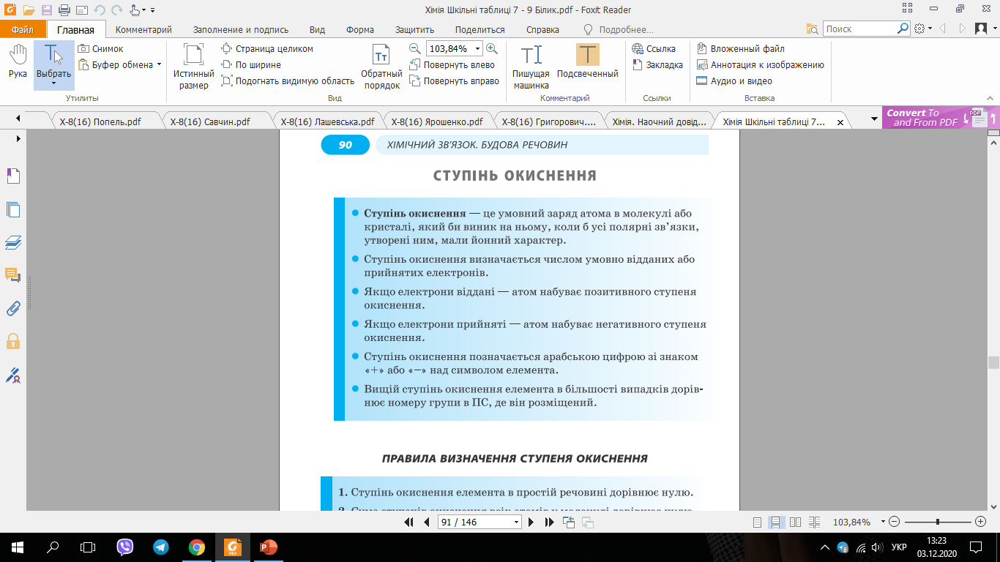 Хімія Шкільні таблиці 7 - 9 Білик.pdf - Foxit Reader
Файл Главная Комментарий Заполнение и подпись Вид Форма Защитить Поделиться Справка Подробнее... Поиск
Рука
Выбрать
Снимок
Буфер обмена
Утилиты
Истинный размер
Страница целиком
По ширине
Подогнать видимую область
Обратный порядок
103,84%
Повернуть влево
Повернуть вправо
Вид
Пишущая машинка
Подсвеченный
Комментарий
Ссылка
Закладка
Ссылки
Вложенный файл
Аннотация к изображению
Аудио и видео
Вставка
Х-8(16) Попель.pdf Х-8(16) Савчин.pdf Х-8(16) Лашевська.pdf Х-8(16) Ярошенко.pdf Х-8(16) Григорович.... Хімія. Наочний довід... Хімія Шкільні таблиці 7...
Convert To
and From PDF
PDF
90 ХІМІЧНИЙ ЗВ’ЯЗОК. БУДОВА РЕЧОВИН
СТУПІНЬ ОКИСНЕННЯ
Ступінь окиснення — це умовний заряд атома в молекулі або
кристалі, який би виник на ньому, коли б усі полярні зв’язки,
утворені ним, мали йонний характер.
Ступінь окиснення визначається числом умовно відданих або
прийнятих електронів.
Якщо електрони віддані — атом набуває позитивного ступеня
окиснення.
Якщо електрони прийняті — атом набуває негативного ступеня
окиснення.
Ступінь окиснення позначається арабською цифрою зі знаком
«+» або «−» над символом елемента.
Вищій ступінь окиснення елемента в більшості випадків дорів-
нює номеру групи в ПС, де він розміщений.
ПРАВИЛА ВИЗНАЧЕННЯ СТУПЕНЯ ОКИСНЕННЯ
1. Ступінь окиснення елемента в простій речовині дорівнює нулю.
91 / 146
103,84%
УКР
13:23
03.12.2020